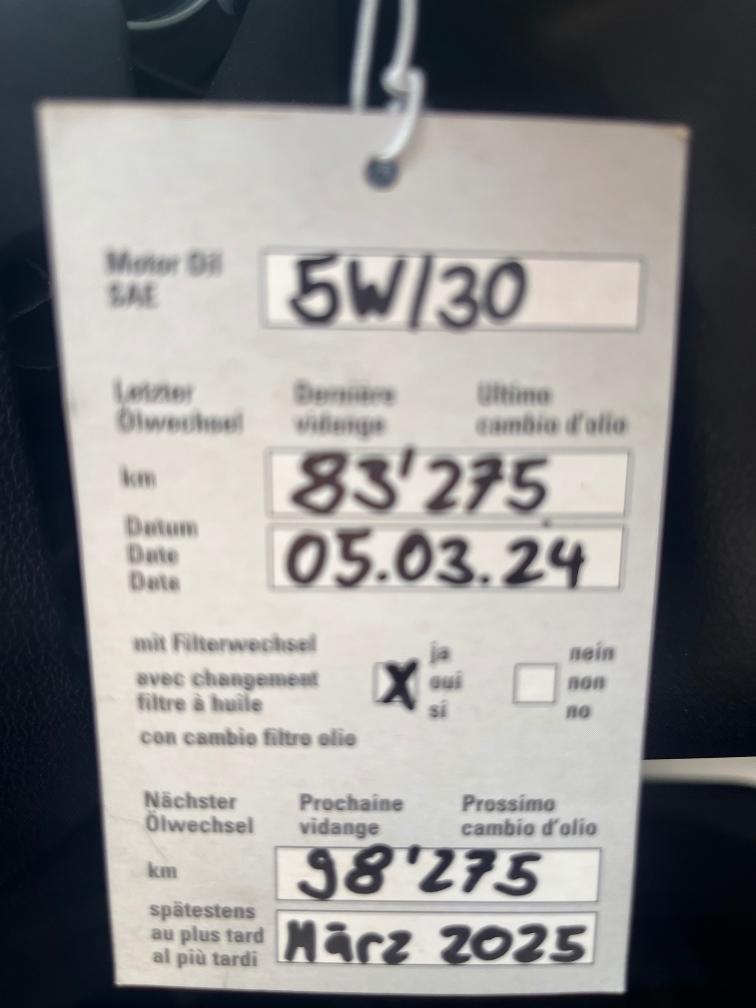 Motor Oil
SAE
5W/30
Letzter Dernière Ultimo
Ölwechsel vidange cambio d'olio
km 83'275
Datum
Date
Data
05.03.24
mit Filterwechsel
avec changement
filtre à huile
con cambio filtro olio
X
ja
oui
si
nein
non
no
Nächster Prochaine Prossimo
Ölwechsel vidange cambio d'olio
km 98'275
spätestens
au plus tard
al più tardi
März 2025